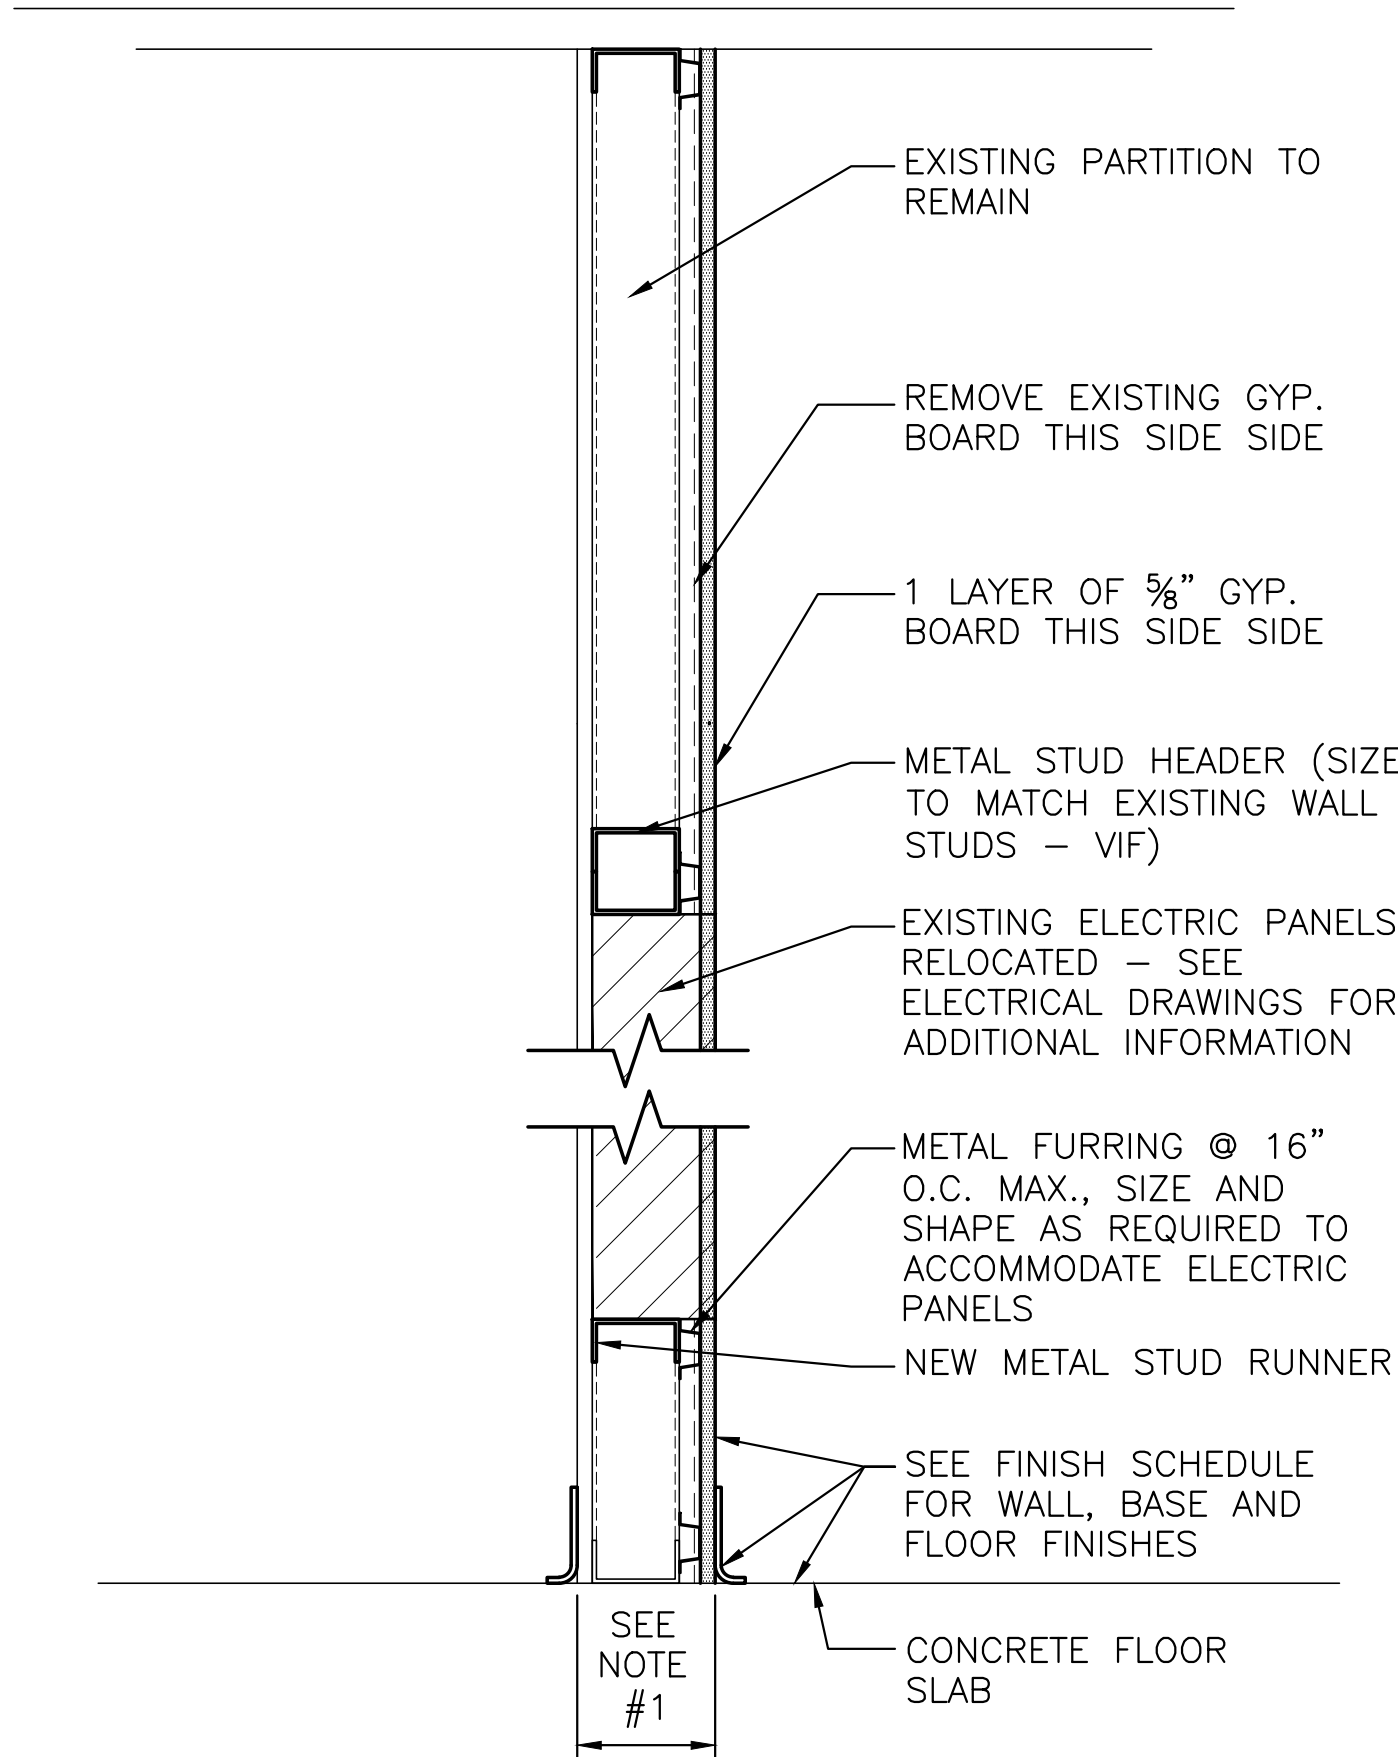 EXISTING PARTITION TO
REMAIN
REMOVE EXISTING GYP.
BOARD THIS SIDE SIDE
1 LAYER OF ⅝” GYP.
BOARD THIS SIDE SIDE
METAL STUD HEADER (SIZE
TO MATCH EXISTING WALL
STUDS – VIF)
EXISTING ELECTRIC PANELS
RELOCATED – SEE
ELECTRICAL DRAWINGS FOR
ADDITIONAL INFORMATION
METAL FURRING @ 16”
O.C. MAX., SIZE AND
SHAPE AS REQUIRED TO
ACCOMMODATE ELECTRIC
PANELS
NEW METAL STUD RUNNER
SEE FINISH SCHEDULE
FOR WALL, BASE AND
FLOOR FINISHES
CONCRETE FLOOR
SLAB
SEE
NOTE
#1